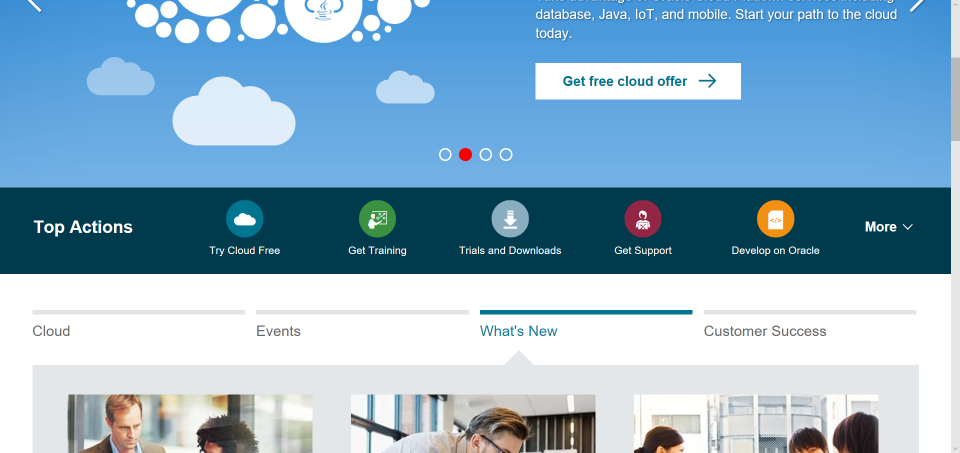 database, Java, IoT, and mobile. Start your path to the cloud
today.
Get free cloud offer
Top Actions
Try Cloud Free
Get Training
Trials and Downloads
Get Support
Develop on Oracle
More
Cloud
Events
What's New
Customer Success